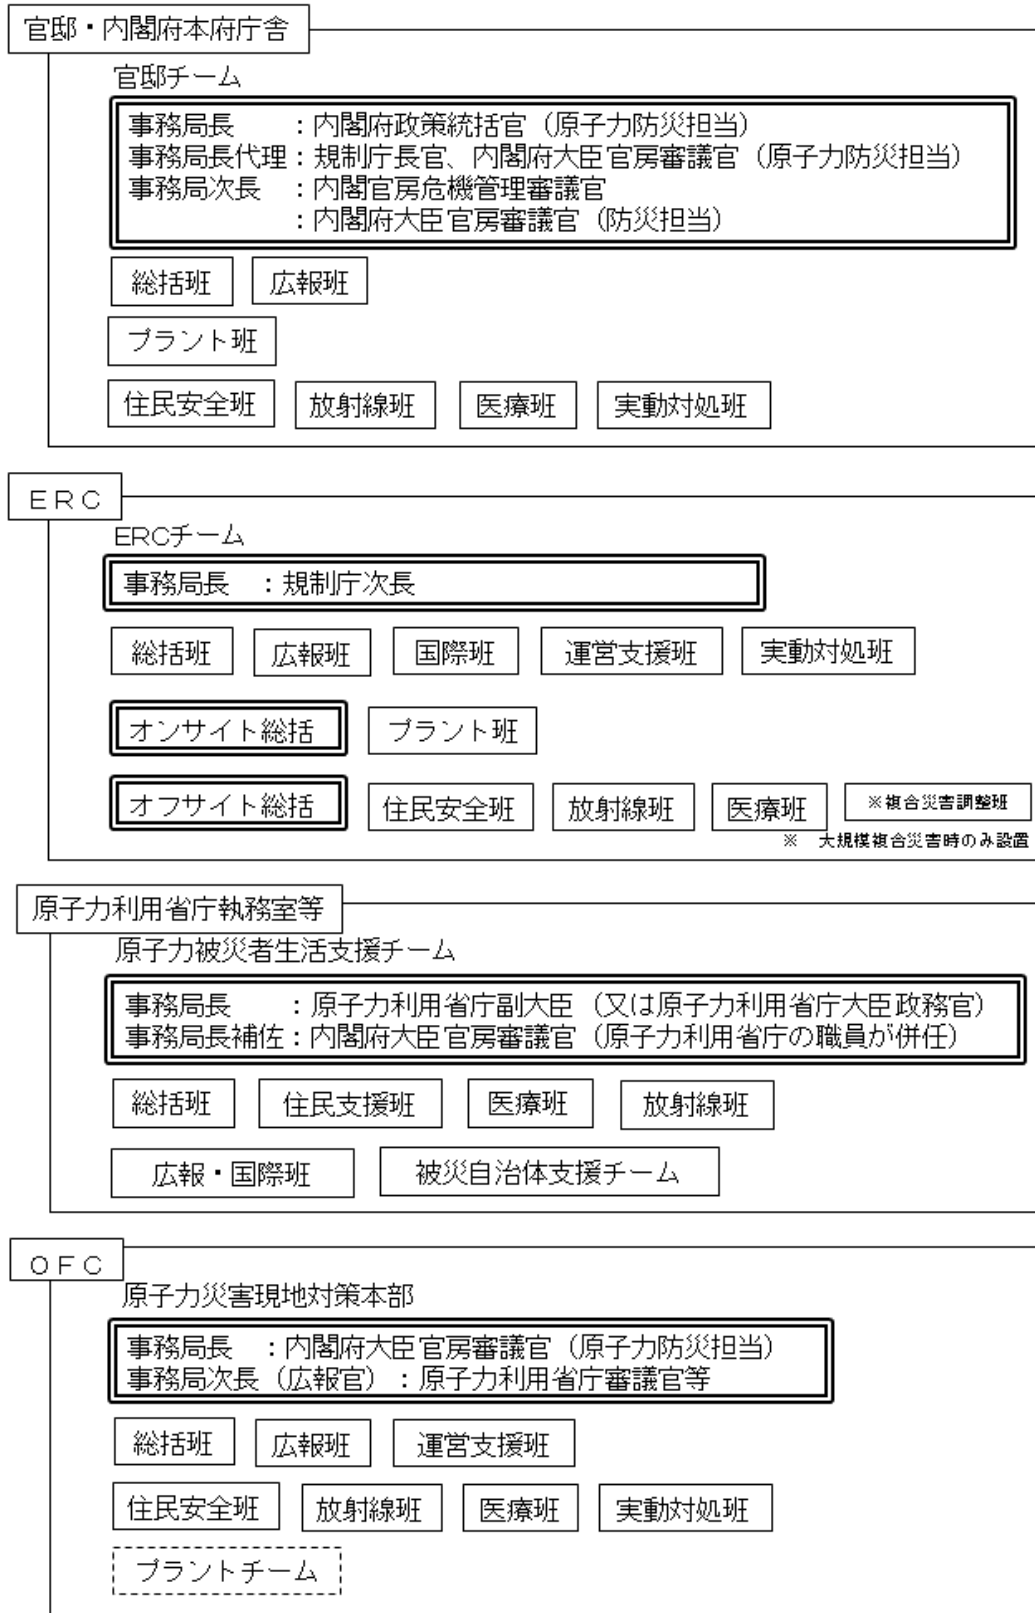 官邸・内閣府本府庁舎
官邸チーム
事務局長　　：内閣府政策統括官（原子力防災担当）
事務局長代理：規制庁長官、内閣府大臣官房審議官（原子力防災担当）
事務局次長　：内閣官房危機管理審議官
：内閣府大臣官房審議官（防災担当）
総括班　広報班
プラント班
住民安全班　放射線班　医療班　実動対処班
ＥＲＣ
ERCチーム
事務局長　：規制庁次長
総括班　広報班　国際班　運営支援班　実動対処班
オンサイト総括　プラント班
オフサイト総括　住民安全班　放射線班　医療班　※複合災害調整班
※　大規模複合災害時のみ設置
原子力利用省庁執務室等
原子力被災者生活支援チーム
事務局長　　：原子力利用省庁副大臣（又は原子力利用省庁大臣政務官）
事務局長補佐：内閣府大臣官房審議官（原子力利用省庁の職員が併任）
総括班　住民支援班　医療班　放射線班
広報・国際班　被災自治体支援チーム
ＯＦＣ
原子力災害現地対策本部
事務局長　：内閣府大臣官房審議官（原子力防災担当）
事務局次長（広報官）：原子力利用省庁審議官等
総括班　広報班　運営支援班
住民安全班　放射線班　医療班　実動対処班
プラントチーム